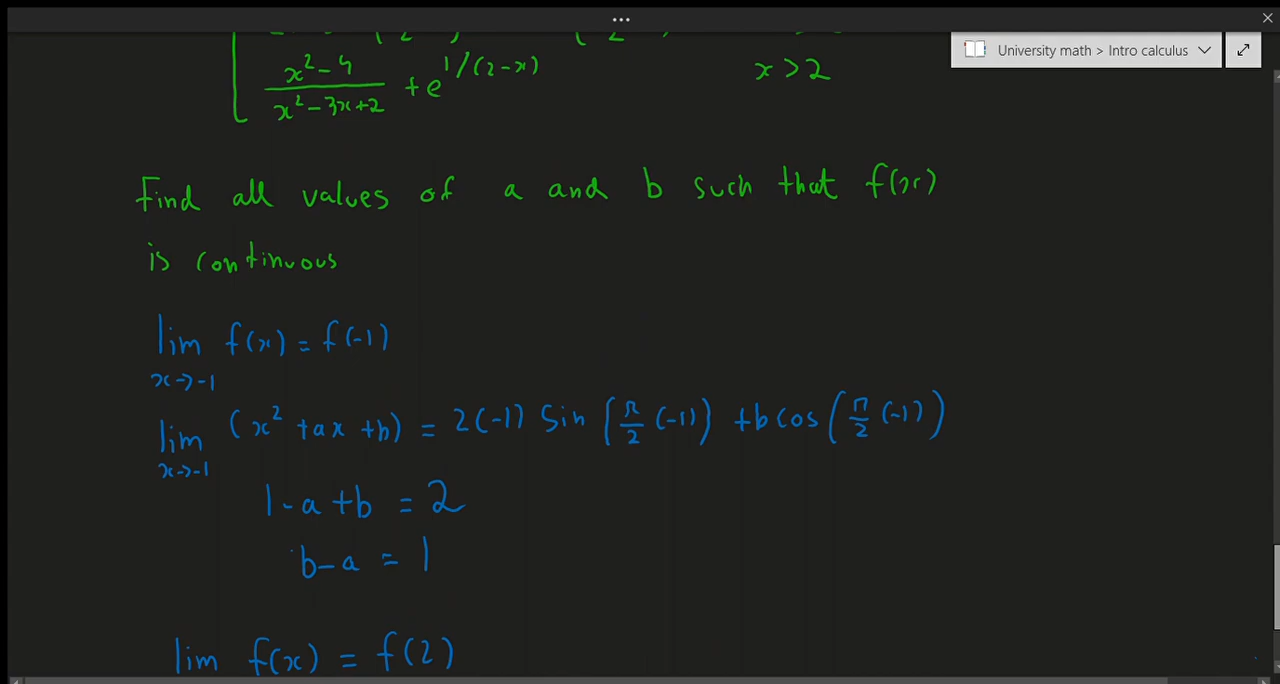 University math > Intro calculus
x² - 4 / x² - 3x + 2 + e^1/(2-x) x > 2
Find all values of a and b such that f(x)
is continuous
lim x→-1 f(x) = f(-1)
lim x→-1 (x² + ax + b) = 2(-1) sin(π/2 (-1)) + b cos(π/2 (-1))
1 - a + b = 2
b - a = 1
lim f(x) = f(2)